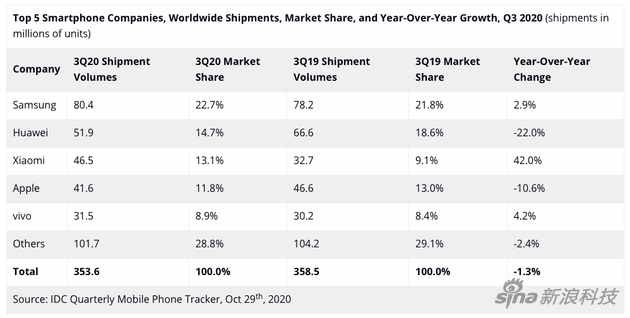 Top 5 Smartphone Companies, Worldwide Shipments, Market Share, and Year-Over-Year Growth, Q3 2020 (shipments in
millions of units)
Company 3Q20 Shipment Volumes 3Q20 Market Share 3Q19 Shipment Volumes 3Q19 Market Share Year-Over-Year Change
Samsung 80.4 22.7% 78.2 21.8% 2.9%
Huawei 51.9 14.7% 66.6 18.6% -22.0%
Xiaomi 46.5 13.1% 32.7 9.1% 42.0%
Apple 41.6 11.8% 46.6 13.0% -10.6%
vivo 31.5 8.9% 30.2 8.4% 4.2%
Others 101.7 28.8% 104.2 29.1% -2.4%
Total 353.6 100.0% 358.5 100.0% -1.3%
Source: IDC Quarterly Mobile Phone Tracker, Oct 29th, 2020
sina新浪科技